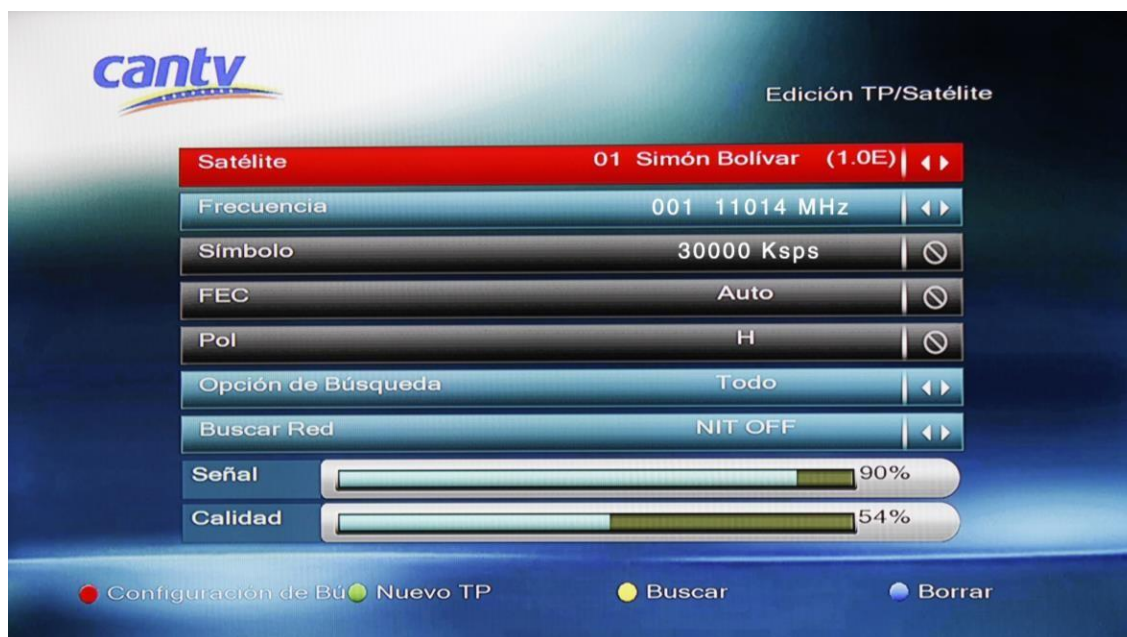 cantv
Edición TP/Satélite
Satélite 01 Simón Bolívar (1.0E)
Frecuencia 001 11014 MHz
Símbolo 30000 Ksps
FEC Auto
Pol H
Opción de Búsqueda Todo
Buscar Red NIT OFF
Señal 90%
Calidad 54%
Configuración de Bú Nuevo TP Buscar Borrar